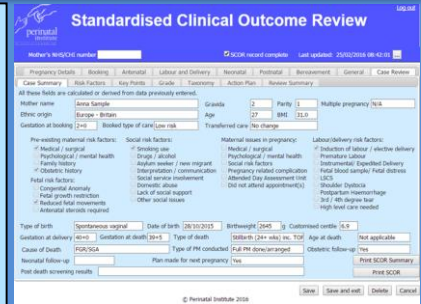 Log out
perinatal
institute
Standardised Clinical Outcome Review
Mother's NHS/CHI number
SCOR record complete Last updated: 25/02/2016 08:42:01 ...
Pregnancy Details Booking Antenatal Labour and Delivery Neonatal Postnatal Bereavement General Case Review
Case Summary Risk Factors Key Points Grade Taxonomy Action Plan Review Summary
All these fields are calculated or derived from data previously entered.
Mother name Anna Sample Gravida 2 Parity 1 Multiple pregnancy N/A
Ethnic origin Europe - Britain Age 27 BMI 31.0
Gestation at booking 2+0 Booked type of care Low risk Transferred care No change
Pre-existing maternal risk factors: Social risk factors: Maternal issues in pregnancy: Labour/delivery risk factors:
Medical / surgical Smoking use Medical / surgical Induction of labour / elective delivery
Psychological / mental health Drugs / alcohol Psychological / mental health Premature Labour
Family history Asylum seeker / new migrant Social risk factors Instrumental/ Expedited Delivery
Obstetric history Interpretation / communication Pregnancy related complication Fetal blood sample/ Fetal distress
Fetal risk factors: Social service involvement Attended Day Assessment Unit LSCS
Congenital Anomaly Domestic abuse Did not attend appointment(s) Shoulder Dystocia
Fetal growth restriction Lack of social support Postpartum Haemorrhage
Reduced fetal movements Other social issues 3rd / 4th degree tear
Antenatal steroids required High level care needed
Type of birth Spontaneous vaginal Date of birth 28/10/2015 Birthweight 2645 g Customised centile 6.9
Gestation at delivery 40+0 Gestation at death 39+5 Type of death Stillbirth (24+ wks) inc. TOP Age at death Not applicable
Cause of Death FGR/SGA Type of PM conducted Full PM done/arranged Obstetric follow-up Yes
Neonatal follow-up Plan made for next pregnancy Yes Print SCOR Summary
Post death screening results Print SCOR
Save Save and exit Delete Cancel
© Perinatal Institute 2016